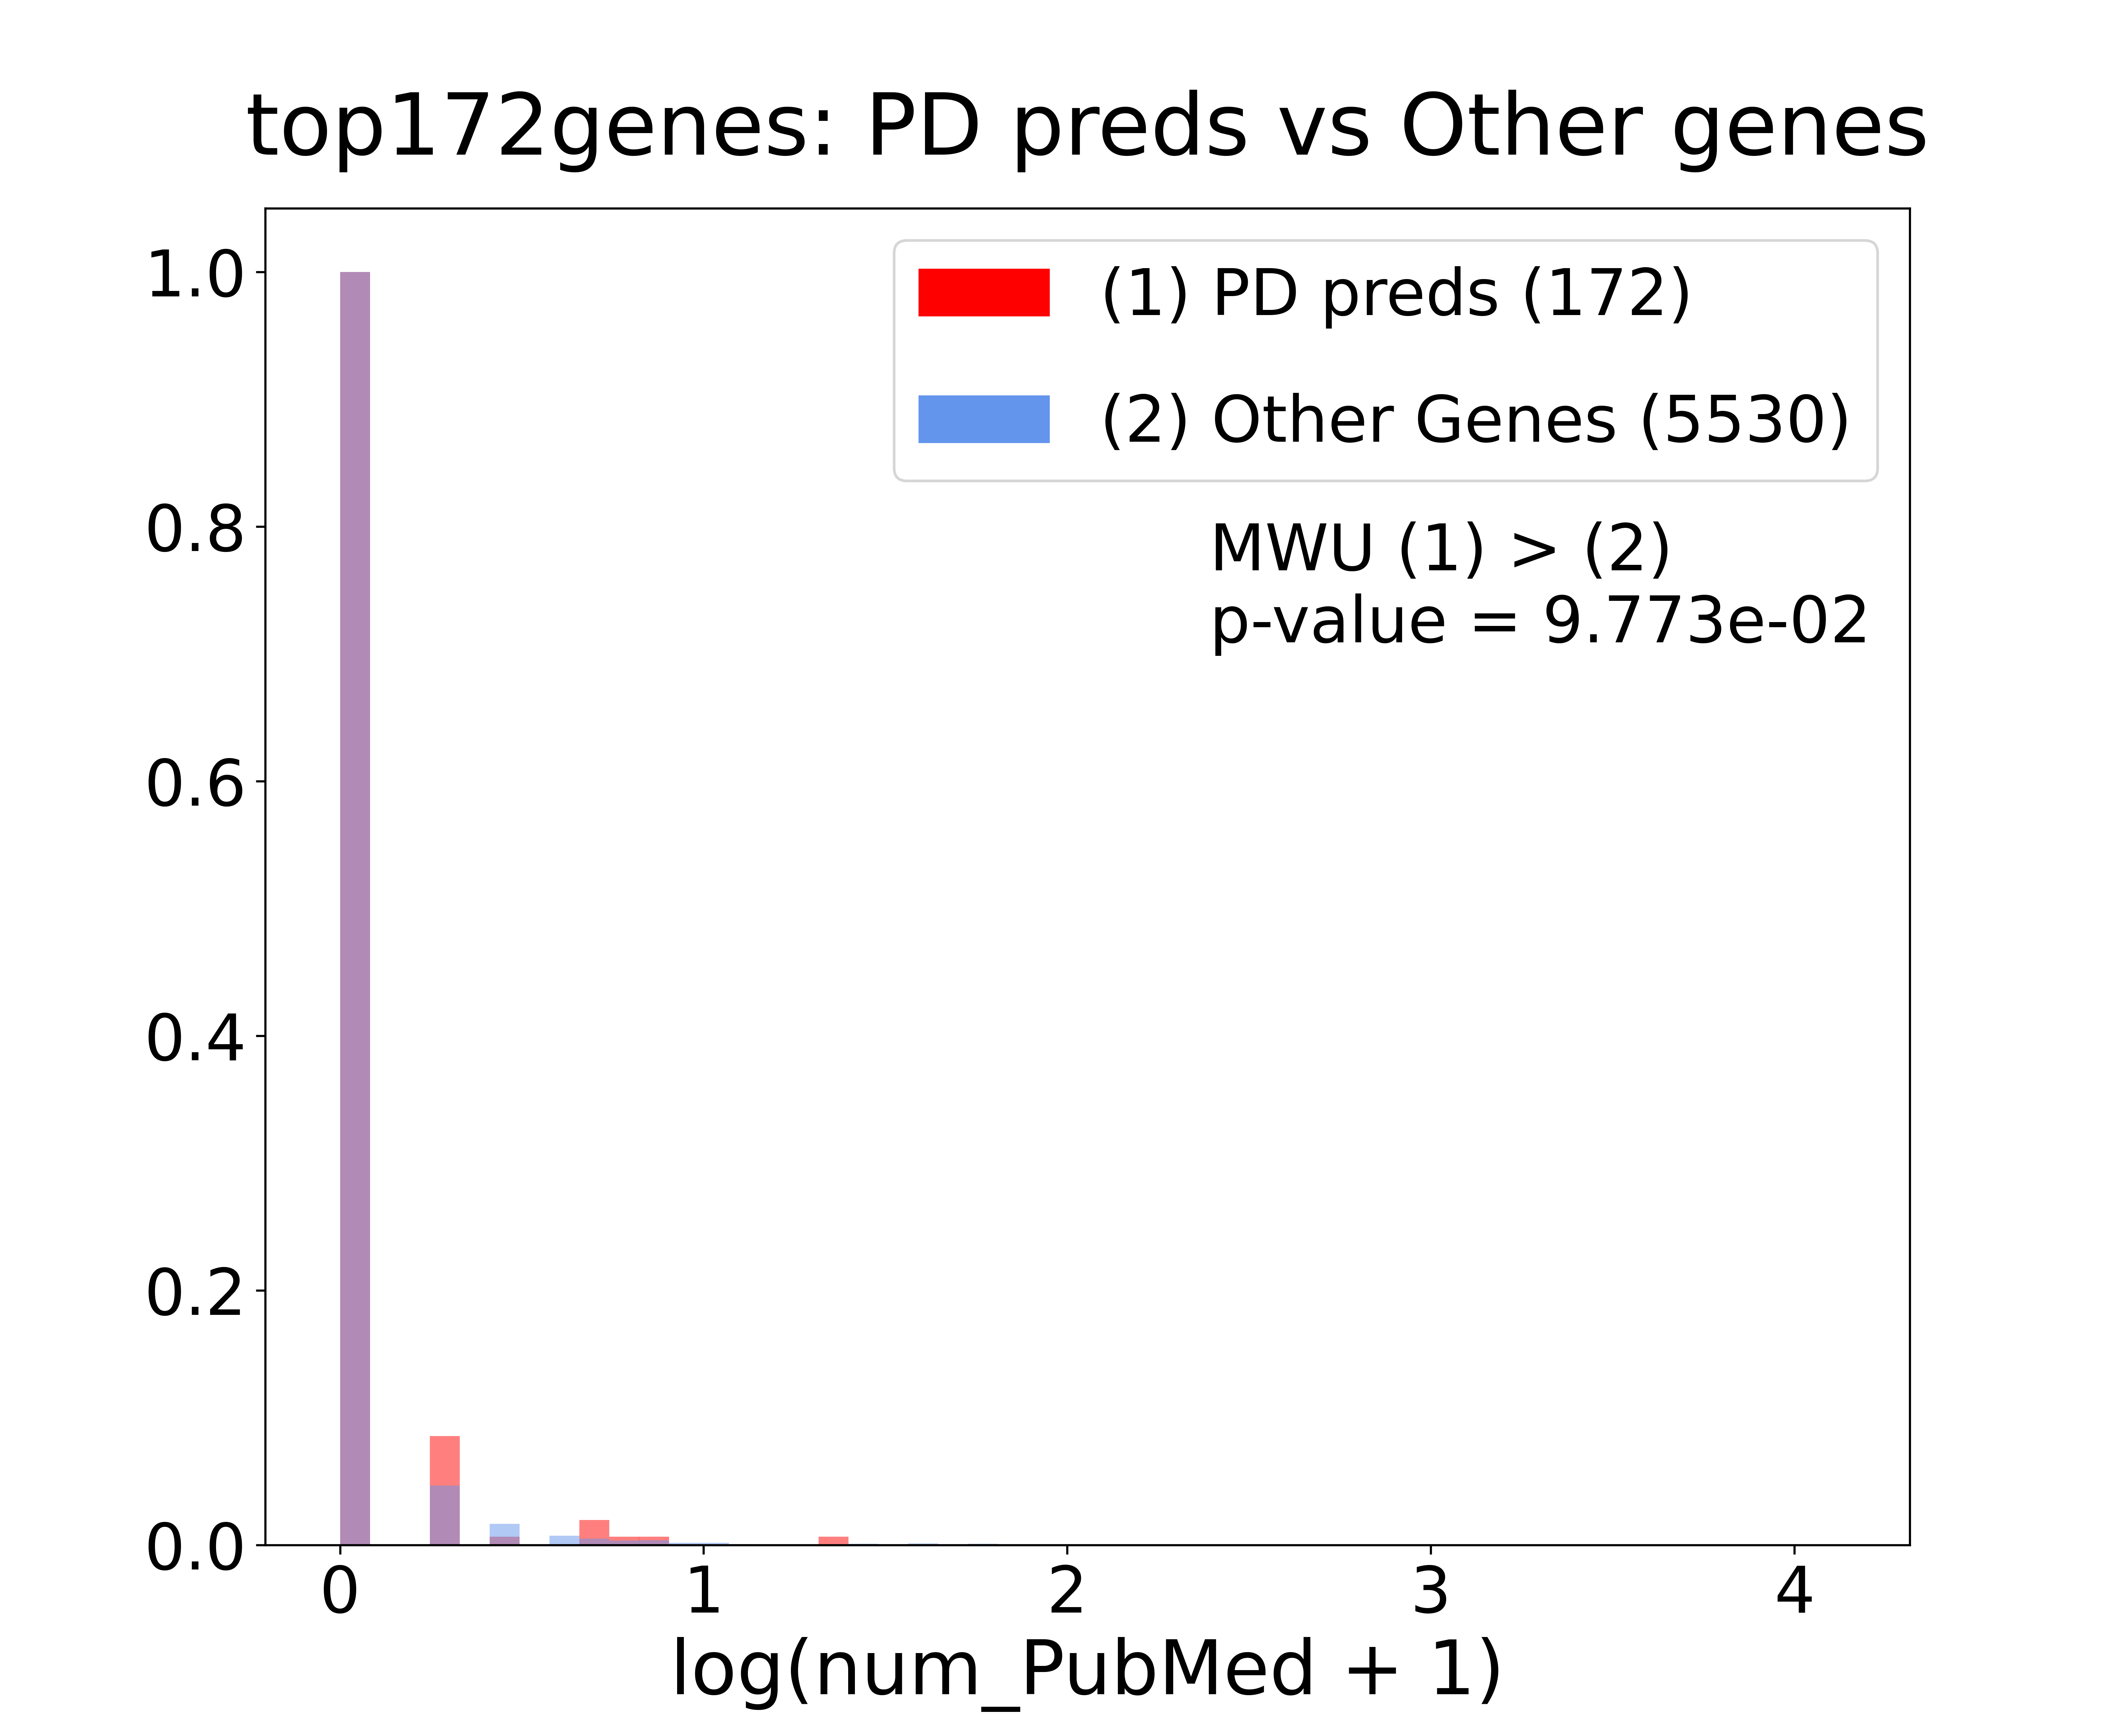 top172genes: PD preds vs Other genes
1.0
0.8
0.6
0.4
0.2
0.0
(1) PD preds (172)
(2) Other Genes (5530)
MWU (1) > (2)
p-value = 9.773e-02
0 1 2 3 4
log(num_PubMed + 1)